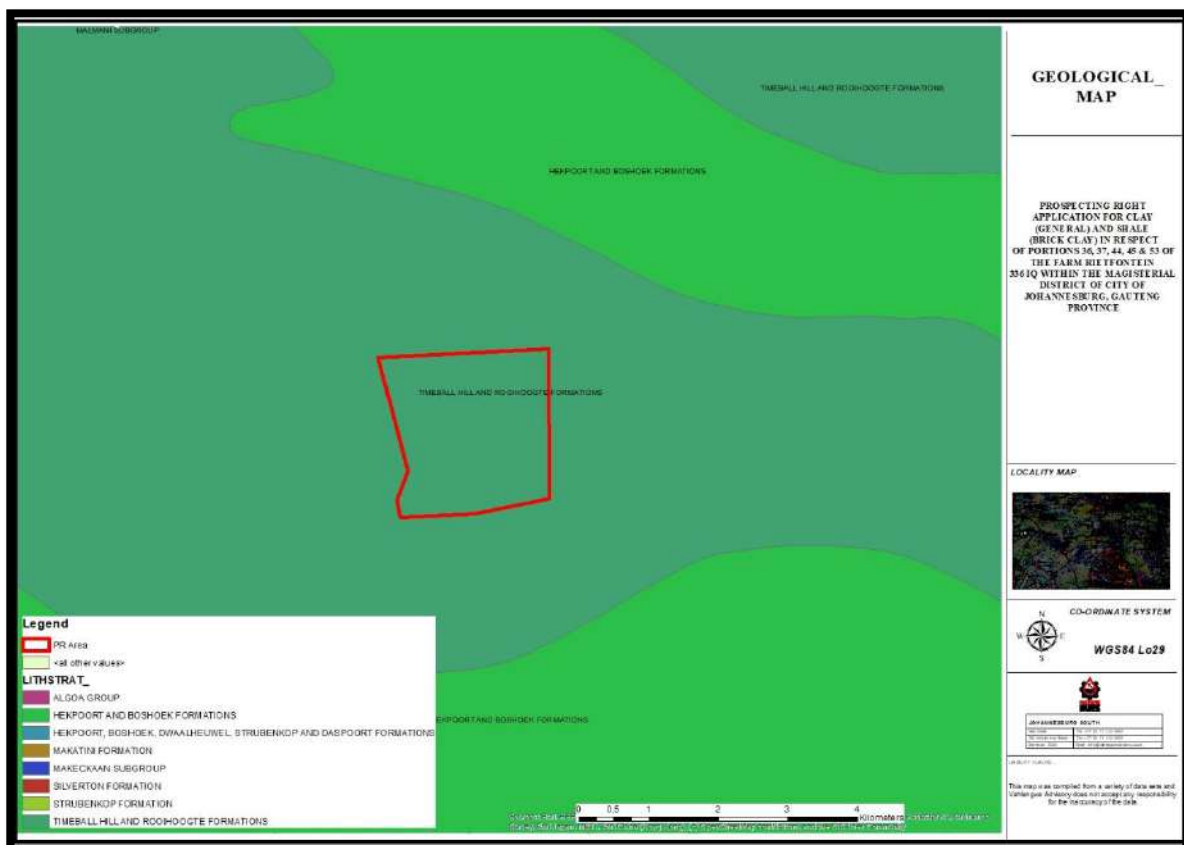 MALMANI SUBGROUP
TIMEBALL HILL AND ROOIHOOGTE FORMATIONS
HEKPOORT AND BOSHOEK FORMATIONS
TIMEBALL HILL AND ROOIHOOGTE FORMATIONS
HEKPOORT AND BOSHOEK FORMATIONS
Legend
PR Area
<all other values>
LITHSTRAT_
ALGOA GROUP
HEKPOORT AND BOSHOEK FORMATIONS
HEKPOORT, BOSHOEK, DWAALHEUWEL, STRUBENKOP AND DASPOORT FORMATIONS
MAKATINI FORMATION
MAKECKAAN SUBGROUP
SILVERTON FORMATION
STRUBENKOP FORMATION
TIMEBALL HILL AND ROOIHOOGTE FORMATIONS
0 0.5 1 2 3 4
Kilometers
GEOLOGICAL_
MAP
PROSPECTING RIGHT
APPLICATION FOR CLAY
(GENERAL) AND SHALE
(BRICK CLAY) IN RESPECT
OF PORTIONS 36, 37, 44, 45 & 53 OF
THE FARM RIETFONTEIN
336 IQ WITHIN THE MAGISTERIAL
DISTRICT OF CITY OF
JOHANNESBURG, GAUTENG
PROVINCE
LOCALITY MAP
N
W E
S
CO-ORDINATE SYSTEM
WGS84 Lo29
JOHANNESBURG SOUTH
This map was compiled from a variety of data sets and
Advisory does not accept any responsibility
for the inaccuracy of the data.